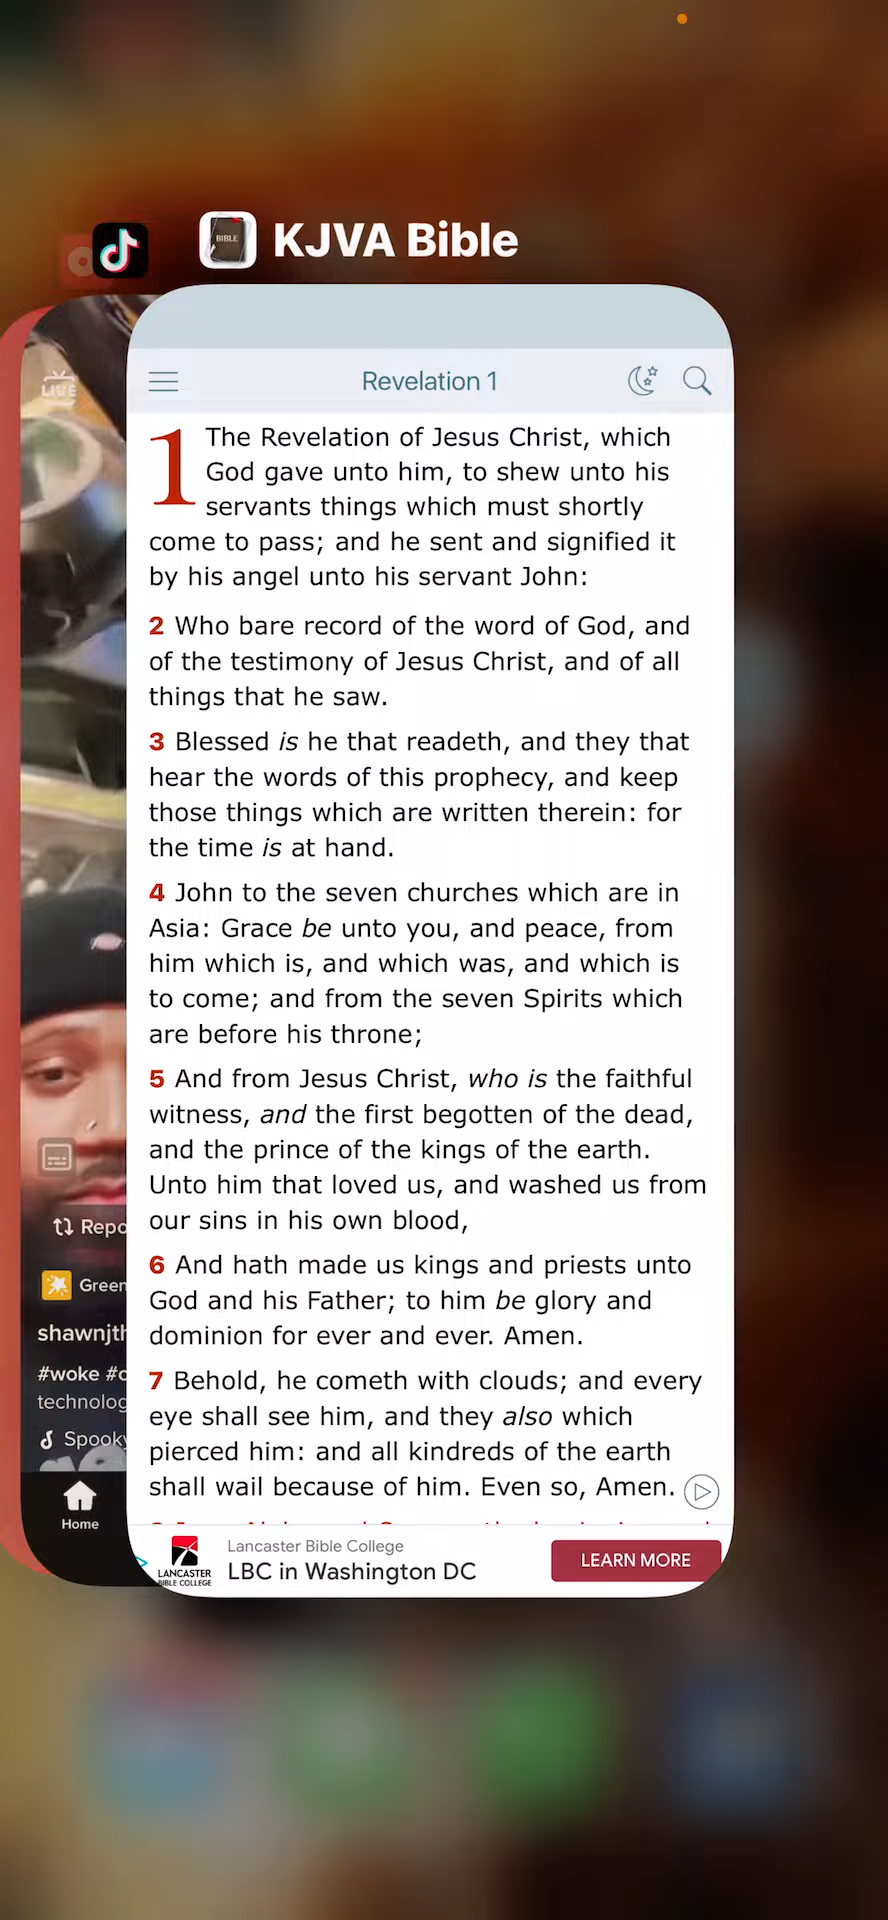 KJVA Bible
BIBLE
LIVE
Revelation 1
1 The Revelation of Jesus Christ, which
God gave unto him, to shew unto his
servants things which must shortly
come to pass; and he sent and signified it
by his angel unto his servant John:
2 Who bare record of the word of God, and
of the testimony of Jesus Christ, and of all
things that he saw.
3 Blessed is he that readeth, and they that
hear the words of this prophecy, and keep
those things which are written therein: for
the time is at hand.
4 John to the seven churches which are in
Asia: Grace be unto you, and peace, from
him which is, and which was, and which is
to come; and from the seven Spirits which
are before his throne;
5 And from Jesus Christ, who is the faithful
witness, and the first begotten of the dead,
and the prince of the kings of the earth.
Unto him that loved us, and washed us from
our sins in his own blood,
6 And hath made us kings and priests unto
God and his Father; to him be glory and
dominion for ever and ever. Amen.
7 Behold, he cometh with clouds; and every
eye shall see him, and they also which
pierced him: and all kindreds of the earth
shall wail because of him. Even so, Amen.
Repo
Green
shawnjth
#woke #c
technolog
Spooky
Home
LANCASTER
BIBLE COLLEGE
Lancaster Bible College
LBC in Washington DC
LEARN MORE